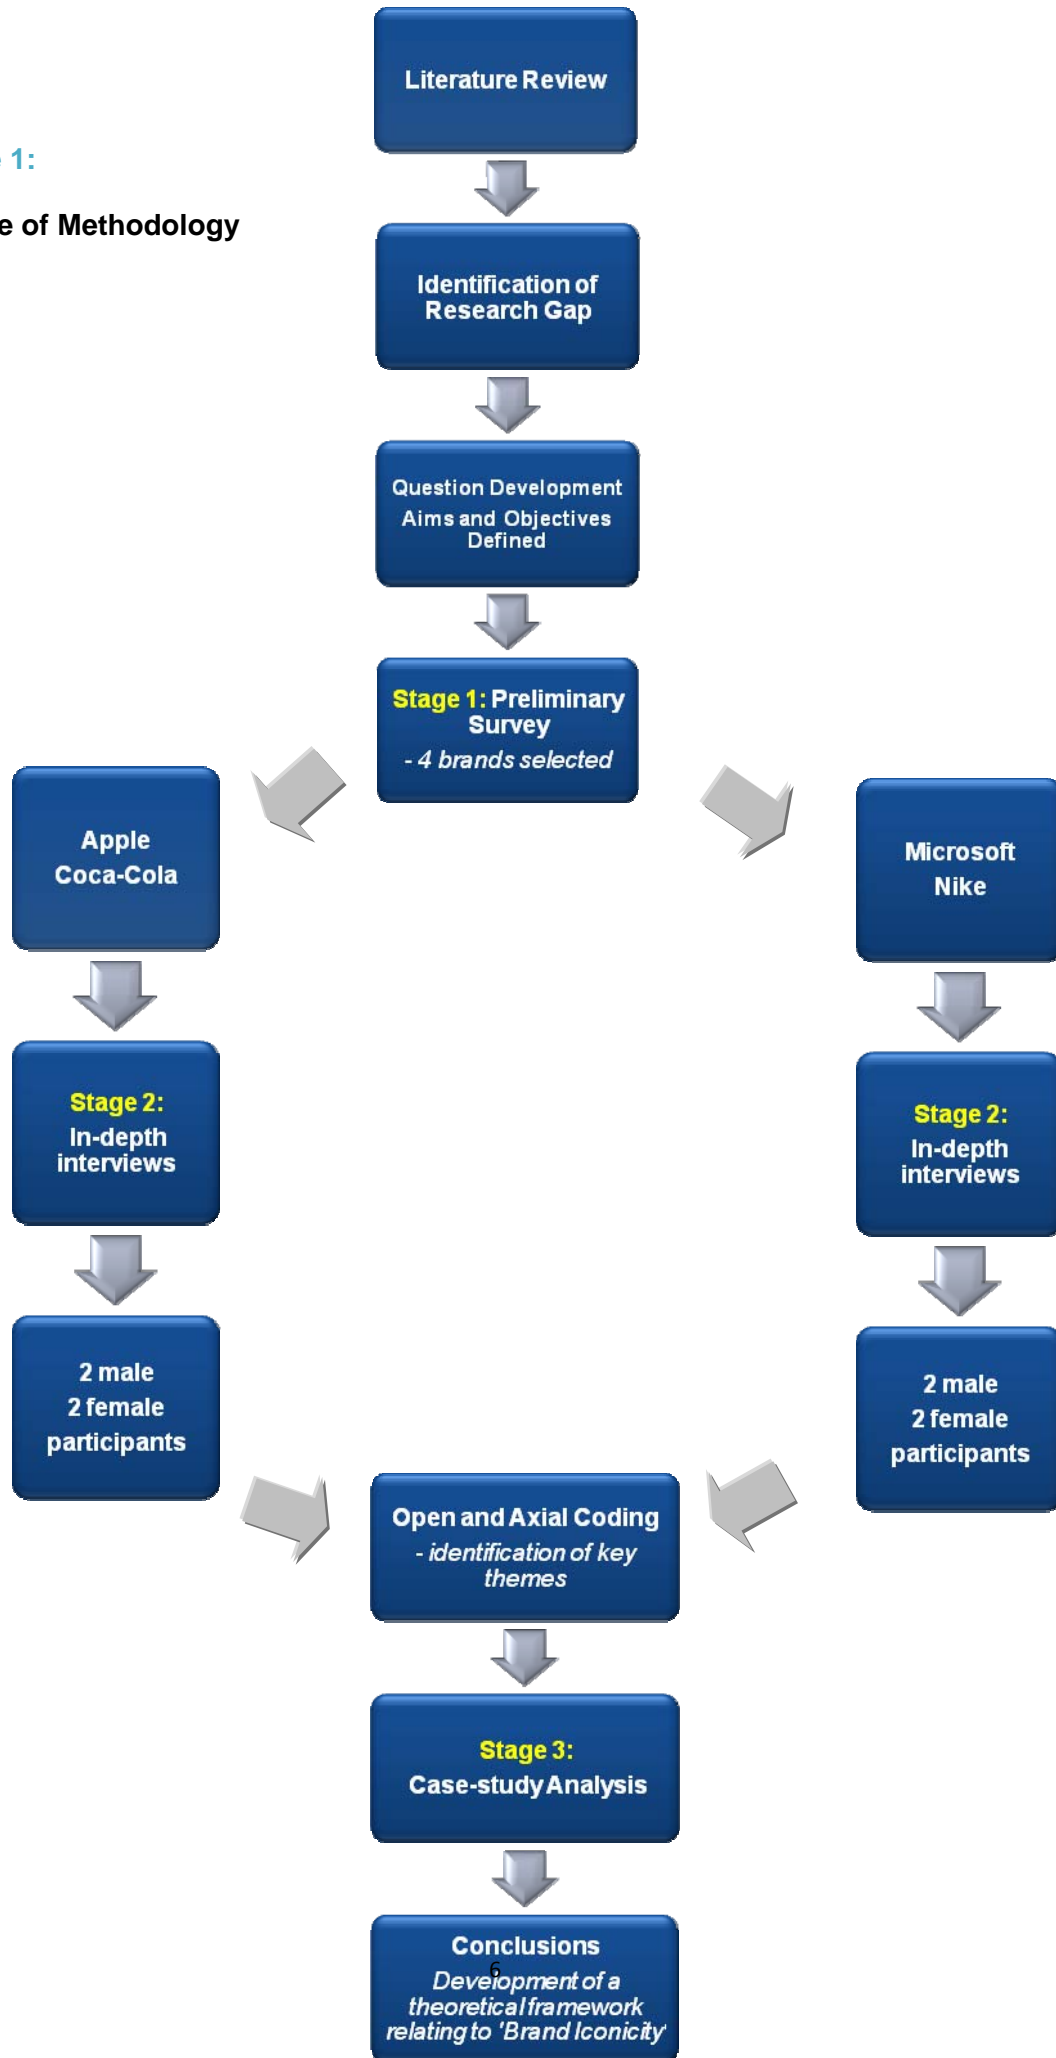 Literature Review
1:
e of Methodology
Identification of
Research Gap
Question Development
Aims and Objectives
Defined
Stage 1: Preliminary
Survey
- 4 brands selected
Apple
Coca-Cola
Microsoft
Nike
Stage 2:
In-depth
interviews
Stage 2:
In-depth
interviews
2 male
2 female
participants
2 male
2 female
participants
Open and Axial Coding
- identification of key
themes
Stage 3:
Case-study Analysis
Conclusions
6
Development of a
theoretical framework
relating to 'Brand Iconicity'